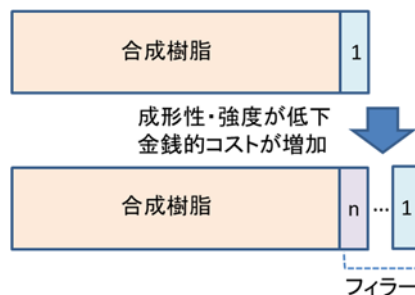 合成樹脂 1
成形性・強度が低下
金銭的コストが増加
合成樹脂 n … 1
フィラー